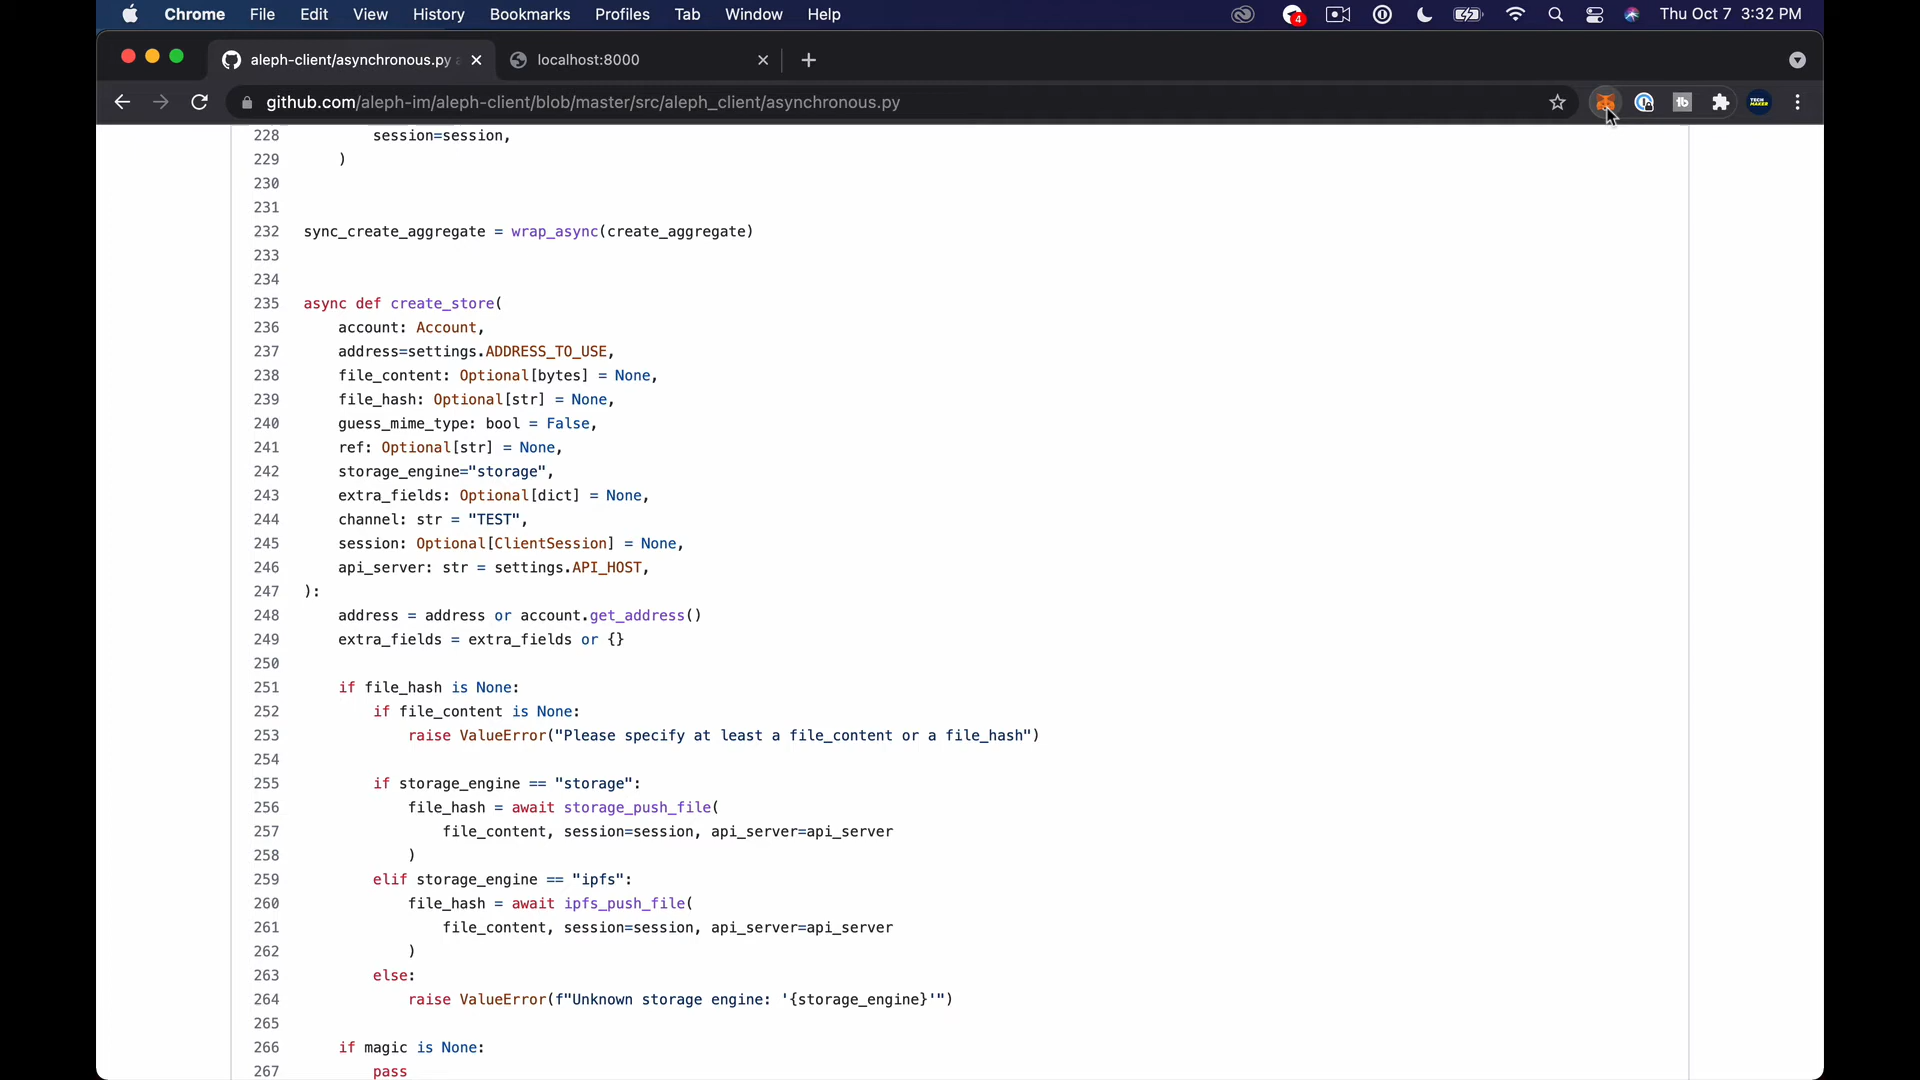 Chrome File Edit View History Bookmarks Profiles Tab Window Help 4 Thu Oct 7 3:32 PM
aleph-client/asynchronous.py localhost:8000
github.com/aleph-im/aleph-client/blob/master/src/aleph_client/asynchronous.py tb TECH MAKER
228 session=session,
229 )
230
231
232 sync_create_aggregate = wrap_async(create_aggregate)
233
234
235 async def create_store(
236 account: Account,
237 address=settings.ADDRESS_TO_USE,
238 file_content: Optional[bytes] = None,
239 file_hash: Optional[str] = None,
240 guess_mime_type: bool = False,
241 ref: Optional[str] = None,
242 storage_engine="storage",
243 extra_fields: Optional[dict] = None,
244 channel: str = "TEST",
245 session: Optional[ClientSession] = None,
246 api_server: str = settings.API_HOST,
247 ):
248 address = address or account.get_address()
249 extra_fields = extra_fields or {}
250
251 if file_hash is None:
252 if file_content is None:
253 raise ValueError("Please specify at least a file_content or a file_hash")
254
255 if storage_engine == "storage":
256 file_hash = await storage_push_file(
257 file_content, session=session, api_server=api_server
258 )
259 elif storage_engine == "ipfs":
260 file_hash = await ipfs_push_file(
261 file_content, session=session, api_server=api_server
262 )
263 else:
264 raise ValueError(f"Unknown storage engine: '{storage_engine}'")
265
266 if magic is None:
267 pass